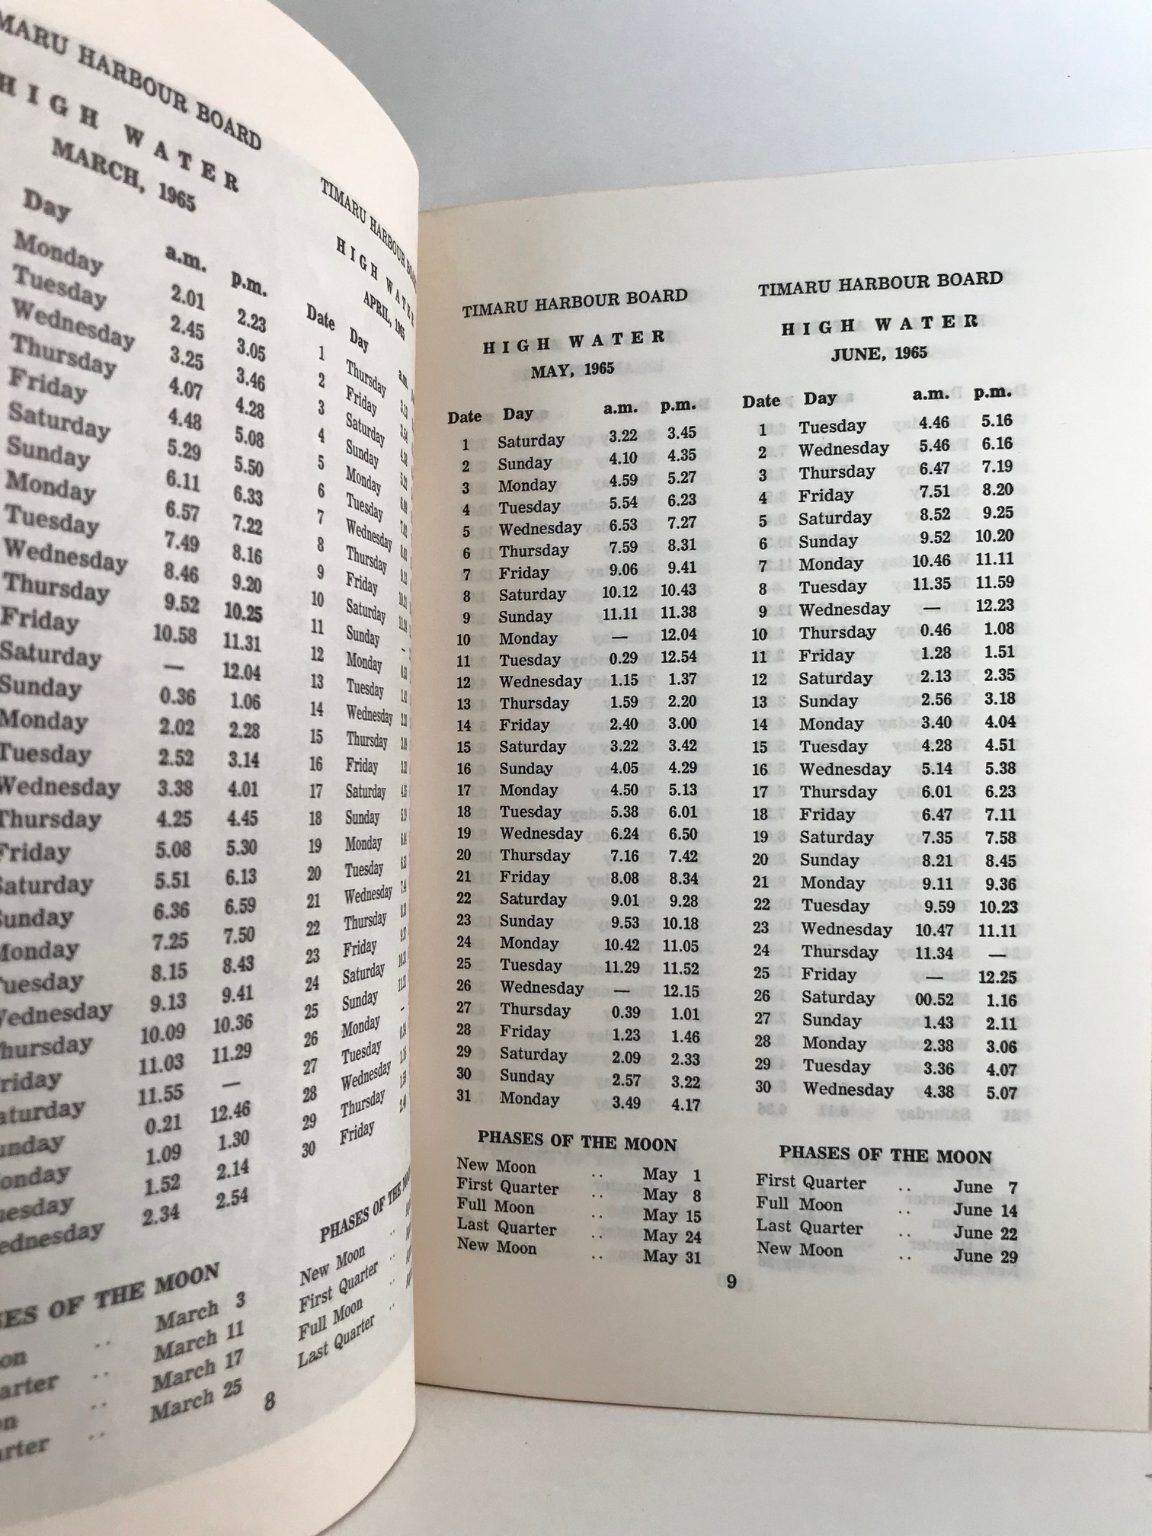 TIMARU HARBOUR BOARD
HIGH WATER
MARCH, 1965
Day a.m. p.m.
Monday 2.01 2.23
Tuesday 2.45 3.05
Wednesday 3.25 3.46
Thursday 4.07 4.28
Friday 4.48 5.08
Saturday 5.29 5.50
Sunday 6.11 6.33
Monday 6.57 7.22
Tuesday 7.49 8.16
Wednesday 8.46 9.20
Thursday 9.52 10.25
Friday 10.58 11.31
Saturday — 12.04
Sunday 0.36 1.06
Monday 2.02 2.28
Tuesday 2.52 3.14
Wednesday 3.38 4.01
Thursday 4.25 4.45
Friday 5.08 5.30
Saturday 5.51 6.13
Sunday 6.36 6.59
Monday 7.25 7.50
Tuesday 8.15 8.43
Wednesday 9.13 9.41
Thursday 10.09 10.36
Friday 11.03 11.29
Saturday 11.55 —
Sunday 0.21 12.46
Monday 1.09 1.30
Tuesday 1.52 2.14
Wednesday 2.34 2.54
PHASES OF THE MOON
.. March 3
.. March 11
.. March 17
.. March 25
8
TIMARU HARBOUR
HIGH WATER
APRIL, 1965
Date Day
1 Thursday
2 Friday
3 Saturday
4 Sunday
5 Monday
6 Tuesday
7 Wednesday
8 Thursday
9 Friday
10 Saturday
11 Sunday
12 Monday
13 Tuesday
14 Wednesday
15 Thursday
16 Friday
17 Saturday
18 Sunday
19 Monday
20 Tuesday
21 Wednesday
22 Thursday
23 Friday
24 Saturday
25 Sunday
26 Monday
27 Tuesday
28 Wednesday
29 Thursday
30 Friday
PHASES OF THE MOON
New Moon ..
First Quarter ..
Full Moon ..
Last Quarter ..
TIMARU HARBOUR BOARD
HIGH WATER
MAY, 1965
Date Day a.m. p.m.
1 Saturday 3.22 3.45
2 Sunday 4.10 4.35
3 Monday 4.59 5.27
4 Tuesday 5.54 6.23
5 Wednesday 6.53 7.27
6 Thursday 7.59 8.31
7 Friday 9.06 9.41
8 Saturday 10.12 10.43
9 Sunday 11.11 11.38
10 Monday — 12.04
11 Tuesday 0.29 12.54
12 Wednesday 1.15 1.37
13 Thursday 1.59 2.20
14 Friday 2.40 3.00
15 Saturday 3.22 3.42
16 Sunday 4.05 4.29
17 Monday 4.50 5.13
18 Tuesday 5.38 6.01
19 Wednesday 6.24 6.50
20 Thursday 7.16 7.42
21 Friday 8.08 8.34
22 Saturday 9.01 9.28
23 Sunday 9.53 10.18
24 Monday 10.42 11.05
25 Tuesday 11.29 11.52
26 Wednesday — 12.15
27 Thursday 0.39 1.01
28 Friday 1.23 1.46
29 Saturday 2.09 2.33
30 Sunday 2.57 3.22
31 Monday 3.49 4.17
PHASES OF THE MOON
New Moon .. May 1
First Quarter .. May 8
Full Moon .. May 15
Last Quarter .. May 24
New Moon .. May 31
TIMARU HARBOUR BOARD
HIGH WATER
JUNE, 1965
Date Day a.m. p.m.
1 Tuesday 4.46 5.16
2 Wednesday 5.46 6.16
3 Thursday 6.47 7.19
4 Friday 7.51 8.20
5 Saturday 8.52 9.25
6 Sunday 9.52 10.20
7 Monday 10.46 11.11
8 Tuesday 11.35 11.59
9 Wednesday — 12.23
10 Thursday 0.46 1.08
11 Friday 1.28 1.51
12 Saturday 2.13 2.35
13 Sunday 2.56 3.18
14 Monday 3.40 4.04
15 Tuesday 4.28 4.51
16 Wednesday 5.14 5.38
17 Thursday 6.01 6.23
18 Friday 6.47 7.11
19 Saturday 7.35 7.58
20 Sunday 8.21 8.45
21 Monday 9.11 9.36
22 Tuesday 9.59 10.23
23 Wednesday 10.47 11.11
24 Thursday 11.34 —
25 Friday — 12.25
26 Saturday 00.52 1.16
27 Sunday 1.43 2.11
28 Monday 2.38 3.06
29 Tuesday 3.36 4.07
30 Wednesday 4.38 5.07
PHASES OF THE MOON
First Quarter .. June 7
Full Moon .. June 14
Last Quarter .. June 22
New Moon .. June 29
9